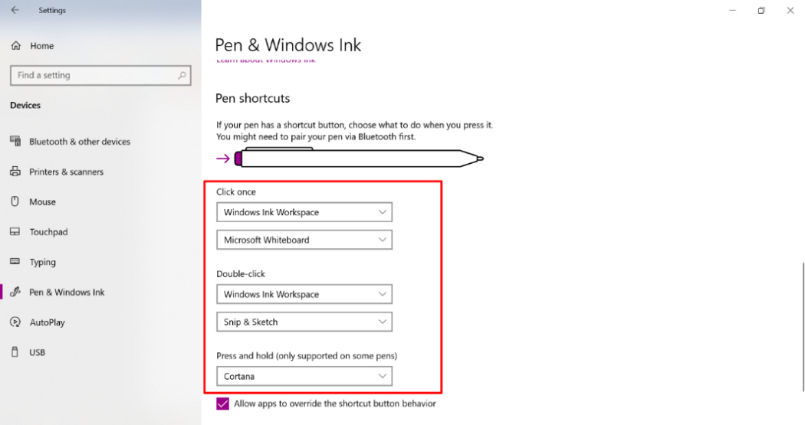 Settings
Home
Find a setting
Devices
Bluetooth & other devices
Printers & scanners
Mouse
Touchpad
Typing
Pen & Windows Ink
AutoPlay
USB
Pen & Windows Ink
Learn about Windows Ink
Pen shortcuts
If your pen has a shortcut button, choose what to do when you press it.
You might need to pair your pen via Bluetooth first.
Click once
Windows Ink Workspace
Microsoft Whiteboard
Double-click
Windows Ink Workspace
Snip & Sketch
Press and hold (only supported on some pens)
Cortana
Allow apps to override the shortcut button behavior